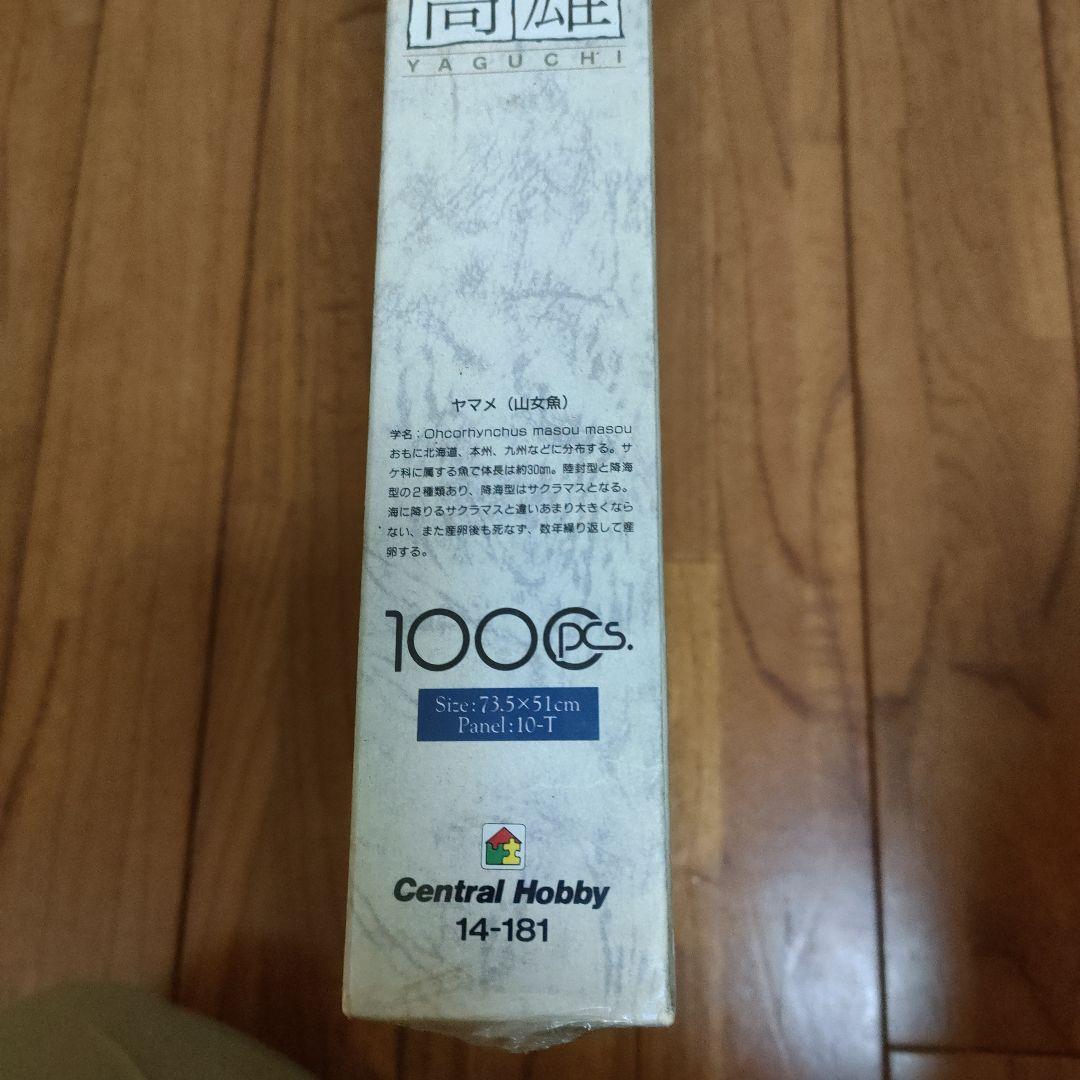 高雄
YAGUCHI
ヤマメ（山女魚）
学名；Ohcorhynchus masou masou
おもに北海道、本州、九州などに分布する。サ
ケ科に属する魚で体長は約30㎝。陸封型と降海
型の２種類あり、降海型はサクラマスとなる。
海に降りるサクラマスと違いあまり大きくなら
ない、また産卵後も死なず、数年繰り返して産
卵する。
1000pcs.
Size:73.5×51cm
Panel:10-T
Central Hobby
14-181